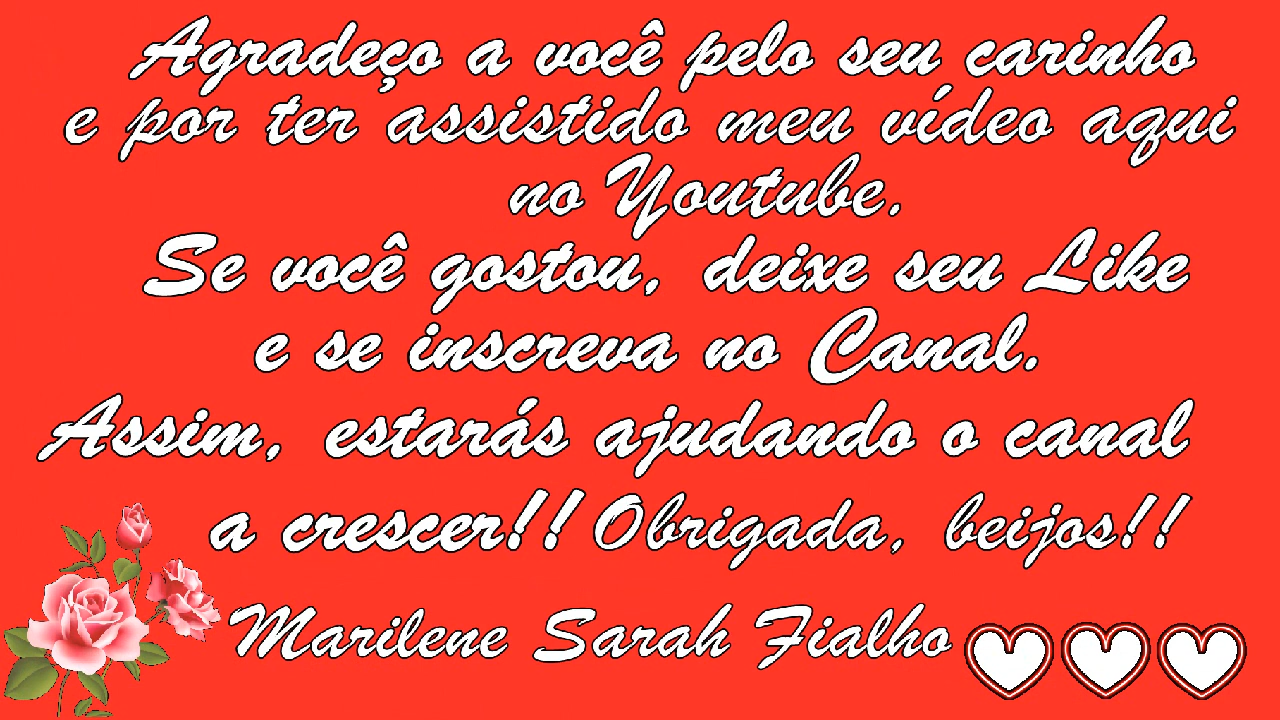 Agradeço a você pelo seu carinho
e por ter assistido meu vídeo aqui
no Youtube.
Se você gostou, deixe seu Like
e se inscreva no Canal.
Assim, estarás ajudando o canal
a crescer!! Obrigada, beijos!!
Marilene Sarah Fialho